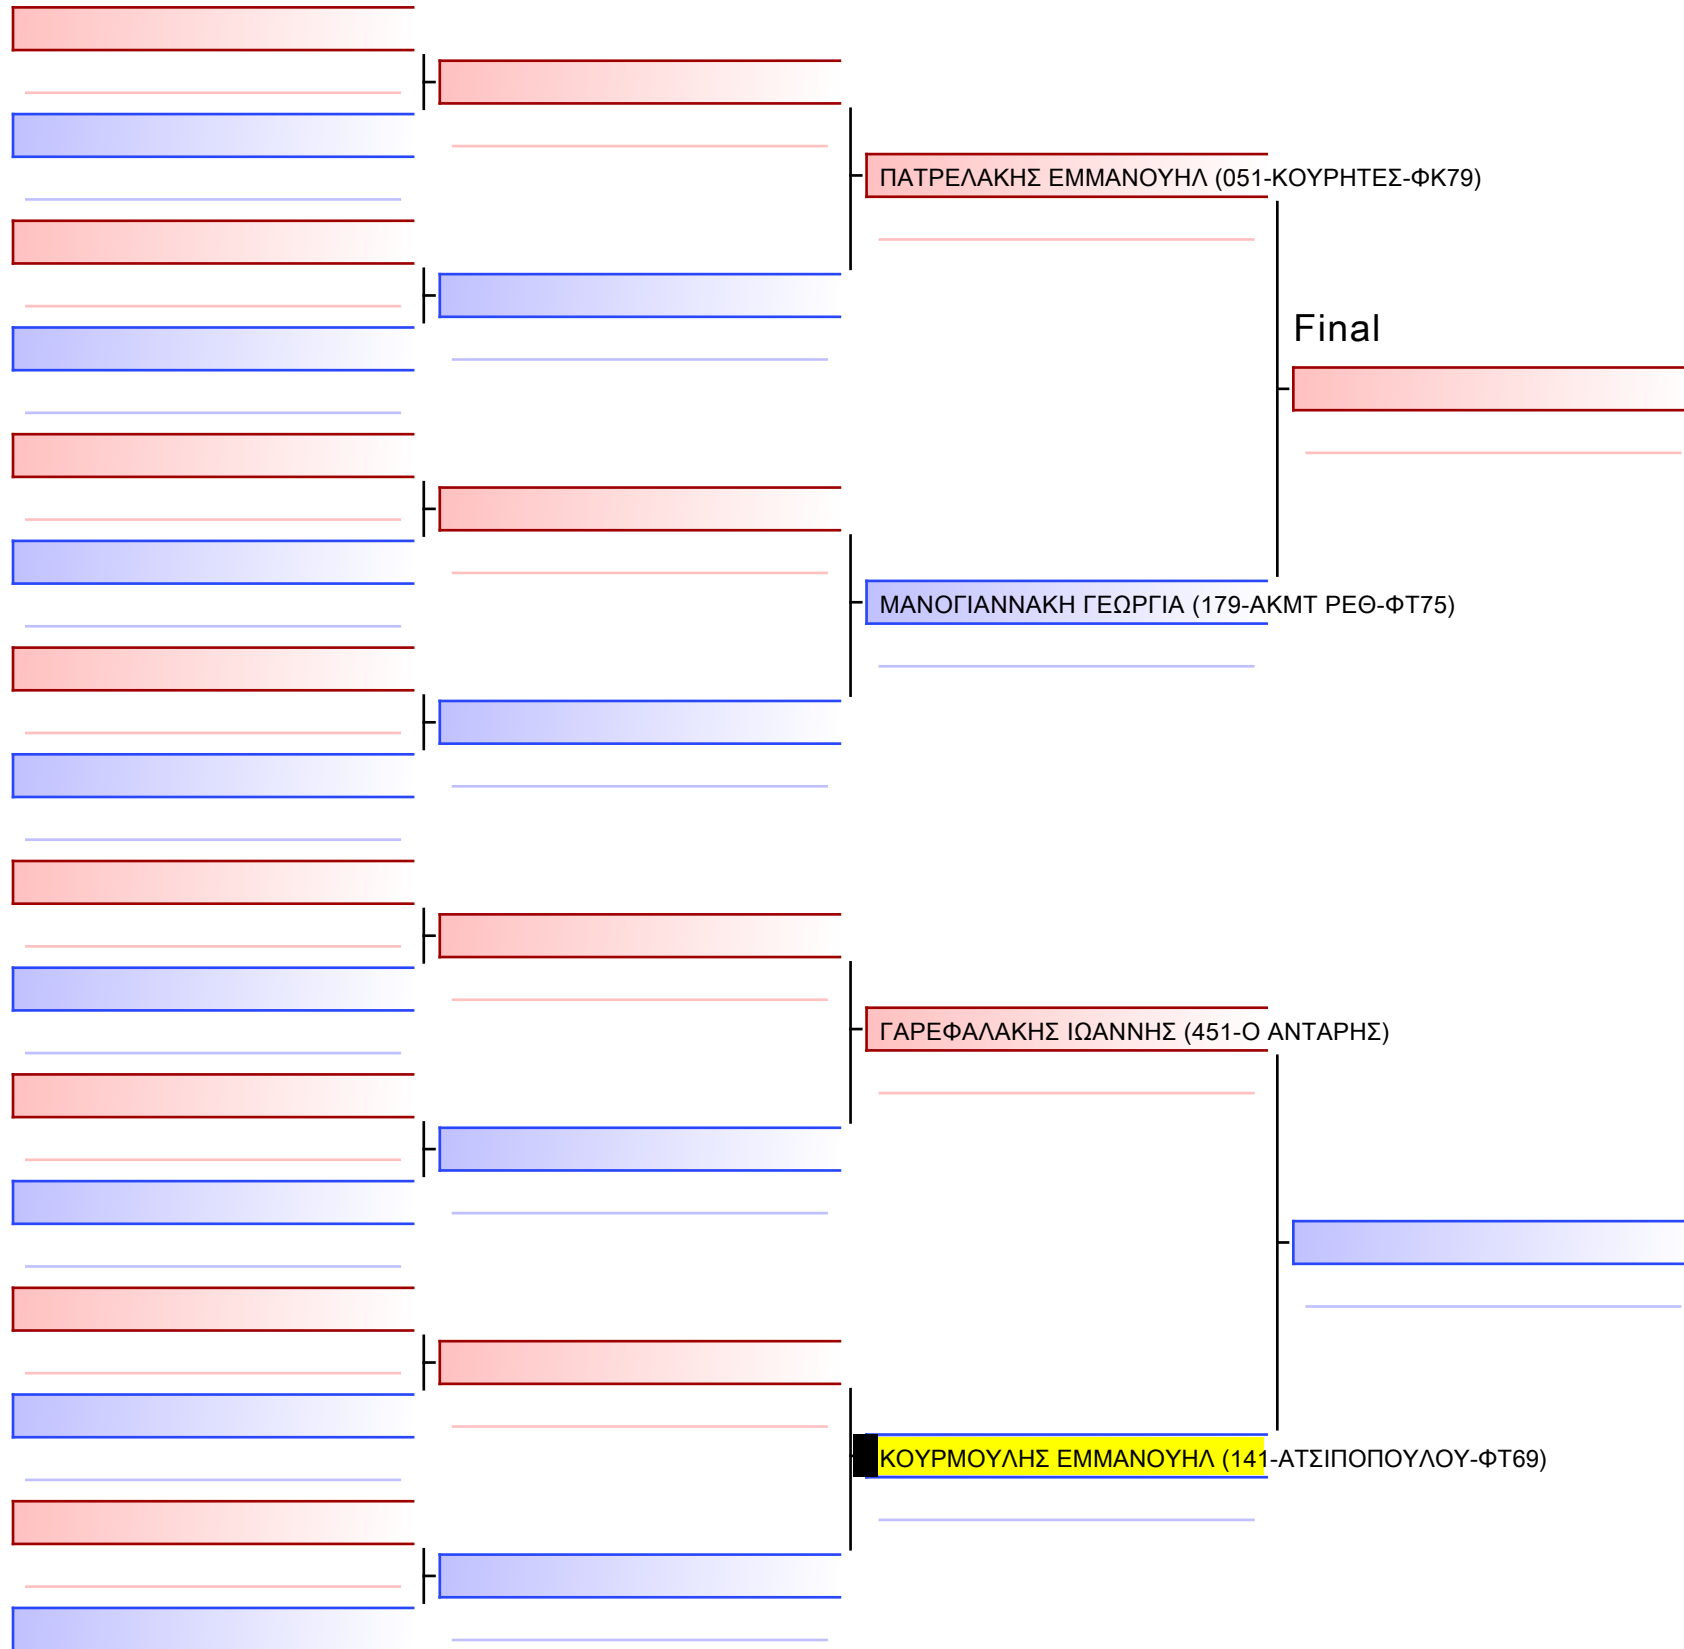 ΠΑΤΡΕΛΑΚΗΣ ΕΜΜΑΝΟΥΗΛ (051-ΚΟΥΡΗΤΕΣ-ΦΚ79)
Final
ΜΑΝΟΓΙΑΝΝΑΚΗ ΓΕΩΡΓΙΑ (179-ΑΚΜΤ ΡΕΘ-ΦΤ75)
ΓΑΡΕΦΑΛΑΚΗΣ ΙΩΑΝΝΗΣ (451-Ο ΑΝΤΑΡΗΣ)
ΚΟΥΡΜΟΥΛΗΣ ΕΜΜΑΝΟΥΗΛ (141-ΑΤΣΙΠΟΠΟΥΛΟΥ-ΦΤ69)